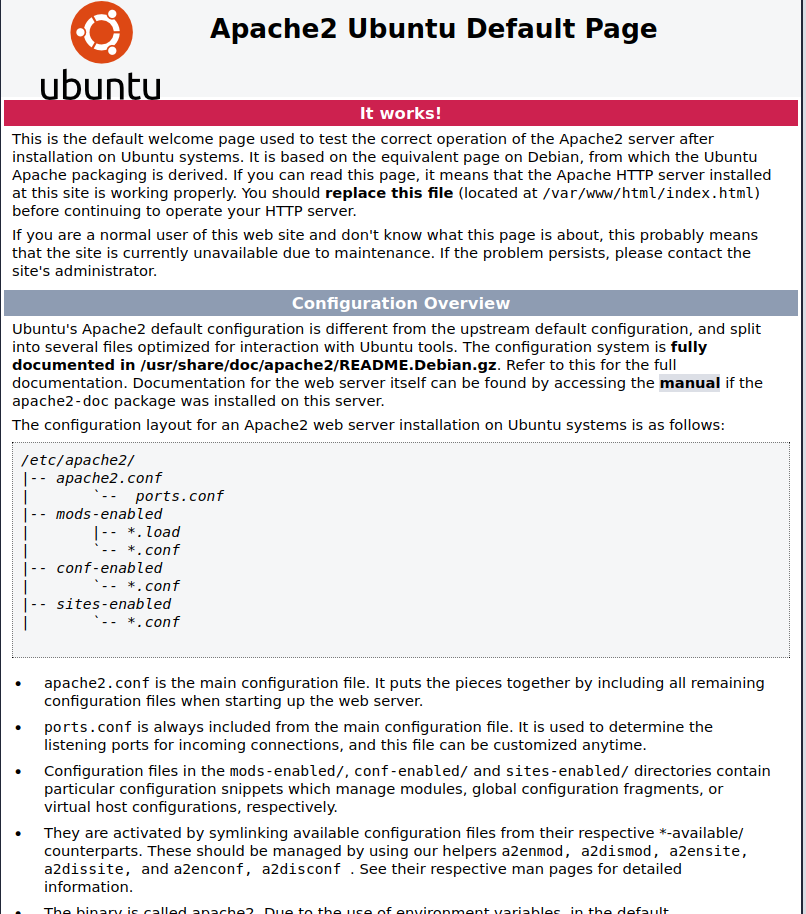 Apache2 Ubuntu Default Page
ubuntu
It works!
This is the default welcome page used to test the correct operation of the Apache2 server after
installation on Ubuntu systems. It is based on the equivalent page on Debian, from which the Ubuntu
Apache packaging is derived. If you can read this page, it means that the Apache HTTP server installed
at this site is working properly. You should replace this file (located at /var/www/html/index.html)
before continuing to operate your HTTP server.
If you are a normal user of this web site and don't know what this page is about, this probably means
that the site is currently unavailable due to maintenance. If the problem persists, please contact the
site's administrator.
Configuration Overview
Ubuntu's Apache2 default configuration is different from the upstream default configuration, and split
into several files optimized for interaction with Ubuntu tools. The configuration system is fully
documented in /usr/share/doc/apache2/README.Debian.gz. Refer to this for the full
documentation. Documentation for the web server itself can be found by accessing the manual if the
apache2-doc package was installed on this server.
The configuration layout for an Apache2 web server installation on Ubuntu systems is as follows:
/etc/apache2/
|-- apache2.conf
|       `--  ports.conf
|-- mods-enabled
|       |-- *.load
|       `-- *.conf
|-- conf-enabled
|       `-- *.conf
|-- sites-enabled
|       `-- *.conf
• apache2.conf is the main configuration file. It puts the pieces together by including all remaining
configuration files when starting up the web server.
• ports.conf is always included from the main configuration file. It is used to determine the
listening ports for incoming connections, and this file can be customized anytime.
• Configuration files in the mods-enabled/, conf-enabled/ and sites-enabled/ directories contain
particular configuration snippets which manage modules, global configuration fragments, or
virtual host configurations, respectively.
• They are activated by symlinking available configuration files from their respective *-available/
counterparts. These should be managed by using our helpers a2enmod, a2dismod, a2ensite,
a2dissite, and a2enconf, a2disconf . See their respective man pages for detailed
information.
• The binary is called apache2. Due to the use of environment variables, in the default